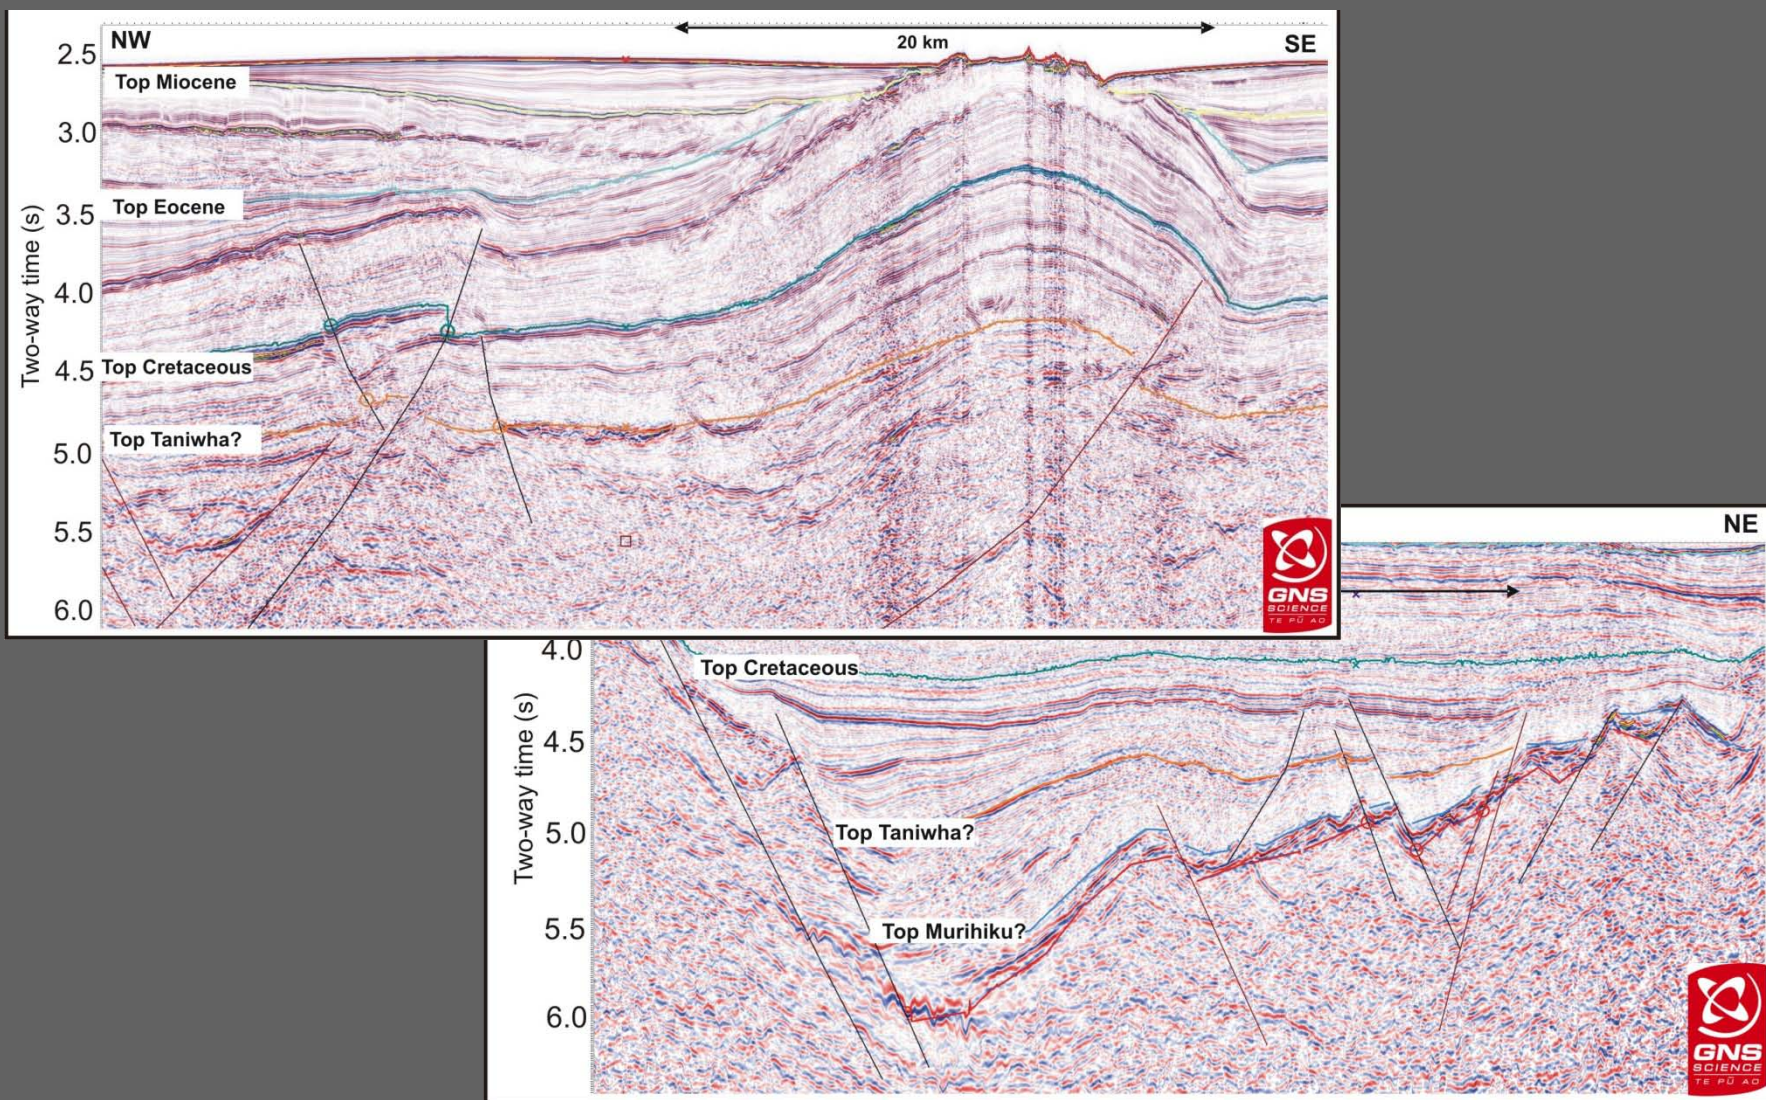 NW
20 km
SE
2.5
Top Miocene
3.0
3.5
Top Eocene
Two-way time (s)
4.0
4.5
Top Cretaceous
Top Taniwha?
5.0
5.5
6.0
GNS
SCIENCE
TE PŪ AO
NE
4.0
Top Cretaceous
Two-way time (s)
4.5
5.0
Top Taniwha?
5.5
Top Murihiku?
6.0
GNS
SCIENCE
TE PŪ AO